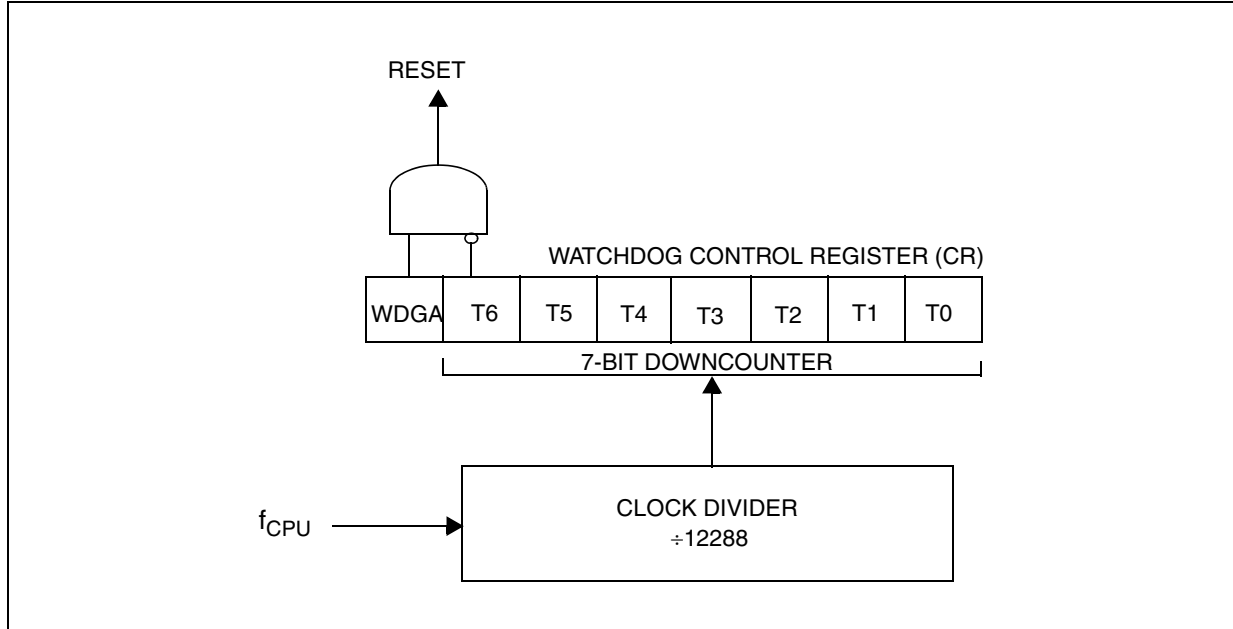 RESET
WATCHDOG CONTROL REGISTER (CR)
WDGA T6 T5 T4 T3 T2 T1 T0
7-BIT DOWNCOUNTER
fCPU
CLOCK DIVIDER
÷12288